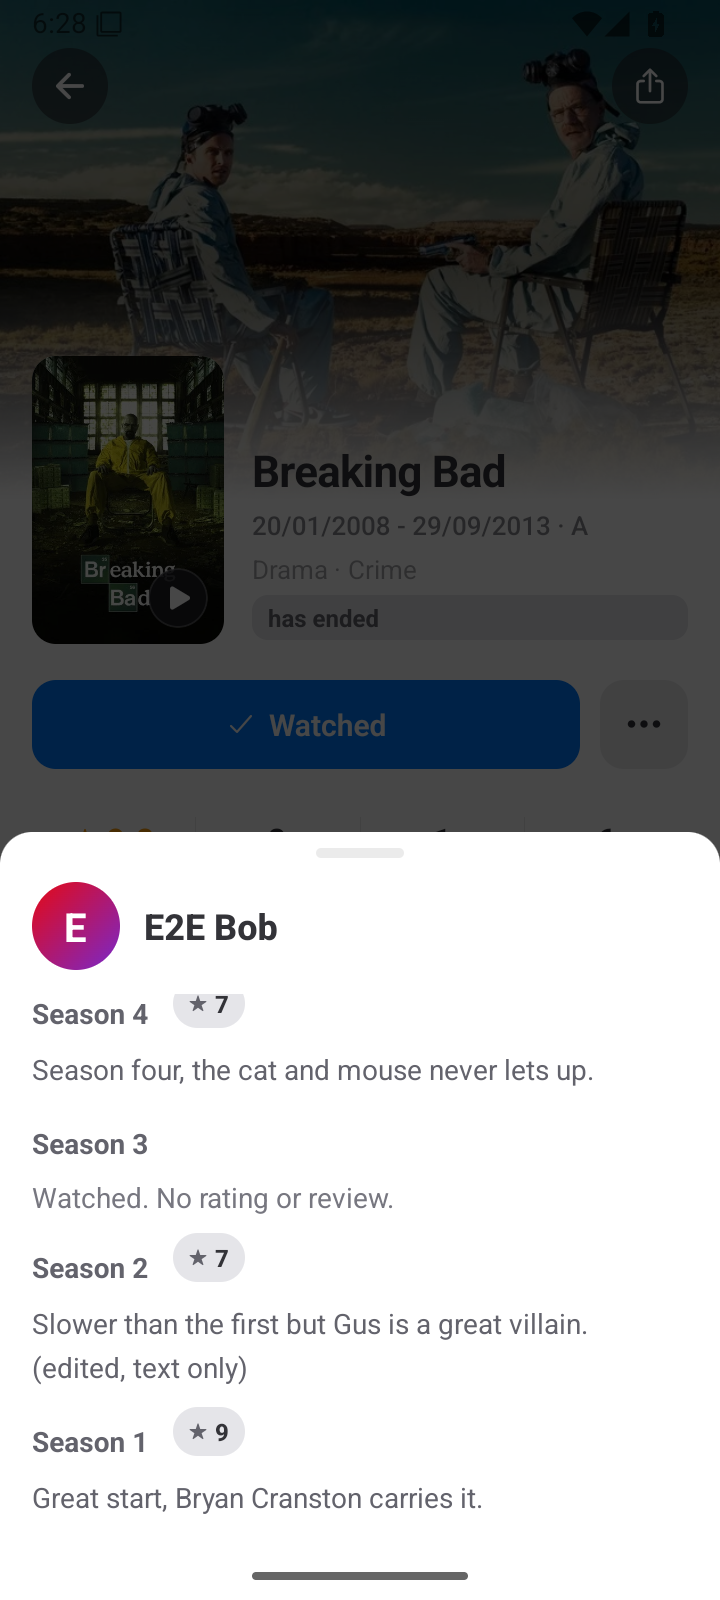 6:28
Breaking Bad
20/01/2008 - 29/09/2013 · A
Drama · Crime
has ended
Breaking
Bad
✓ Watched
E
E2E Bob
Season 4 ★ 7
Season four, the cat and mouse never lets up.
Season 3
Watched. No rating or review.
Season 2 ★ 7
Slower than the first but Gus is a great villain.
(edited, text only)
Season 1 ★ 9
Great start, Bryan Cranston carries it.